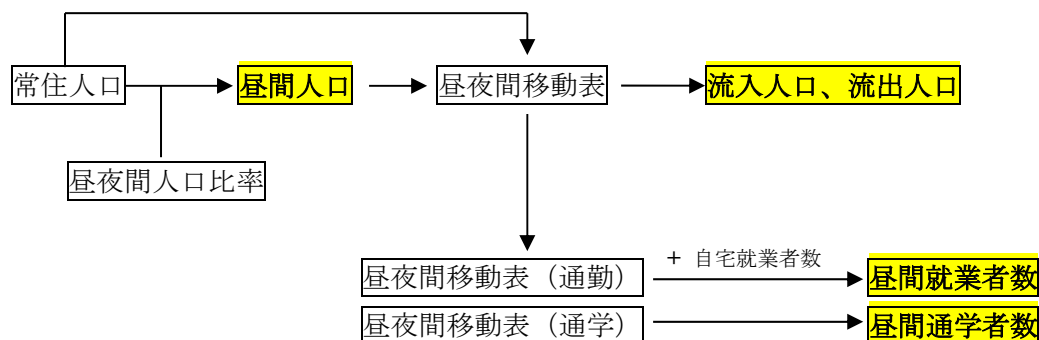 常住人口
昼間人口
昼夜間移動表
流入人口、流出人口
昼夜間人口比率
昼夜間移動表（通勤）
+ 自宅就業者数
昼間就業者数
昼夜間移動表（通学）
昼間通学者数